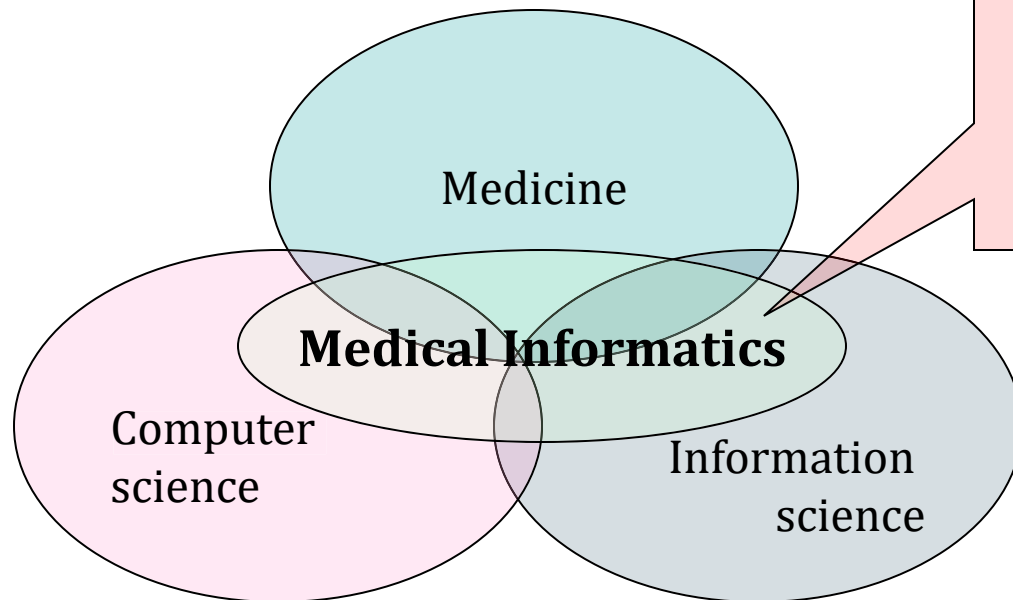 Medicine
Medical Informatics
Computer
science
Information
science